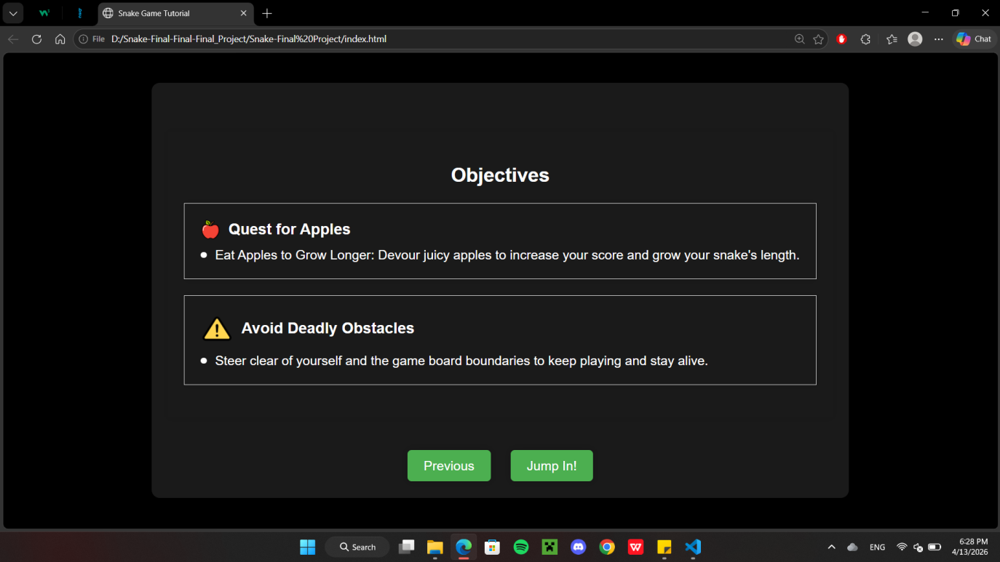 Snake Game Tutorial
File D:/Snake-Final-Final-Final_Project/Snake-Final%20Project/index.html
Chat
Objectives
Quest for Apples
Eat Apples to Grow Longer: Devour juicy apples to increase your score and grow your snake's length.
Avoid Deadly Obstacles
Steer clear of yourself and the game board boundaries to keep playing and stay alive.
Previous
Jump In!
Search
ENG
6:28 PM
4/13/2026